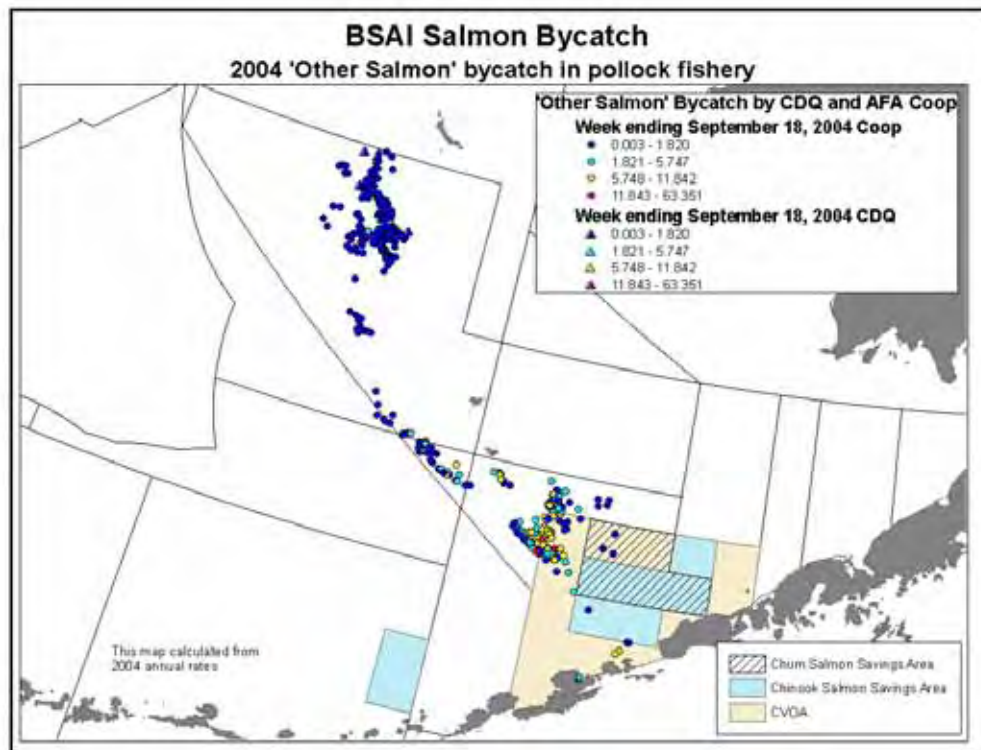 BSAI Salmon Bycatch
2004 'Other Salmon' bycatch in pollock fishery
'Other Salmon' Bycatch by CDQ and AFA Coop
Week ending September 18, 2004 Coop
0.003 - 1.820
1.821 - 5.747
5.748 - 11.842
11.843 - 63.351
Week ending September 18, 2004 CDQ
0.003 - 1.820
1.821 - 5.747
5.748 - 11.842
11.843 - 63.351
This map calculated from
2004 annual rates
Chum Salmon Savings Area
Chinook Salmon Savings Area
CVOA